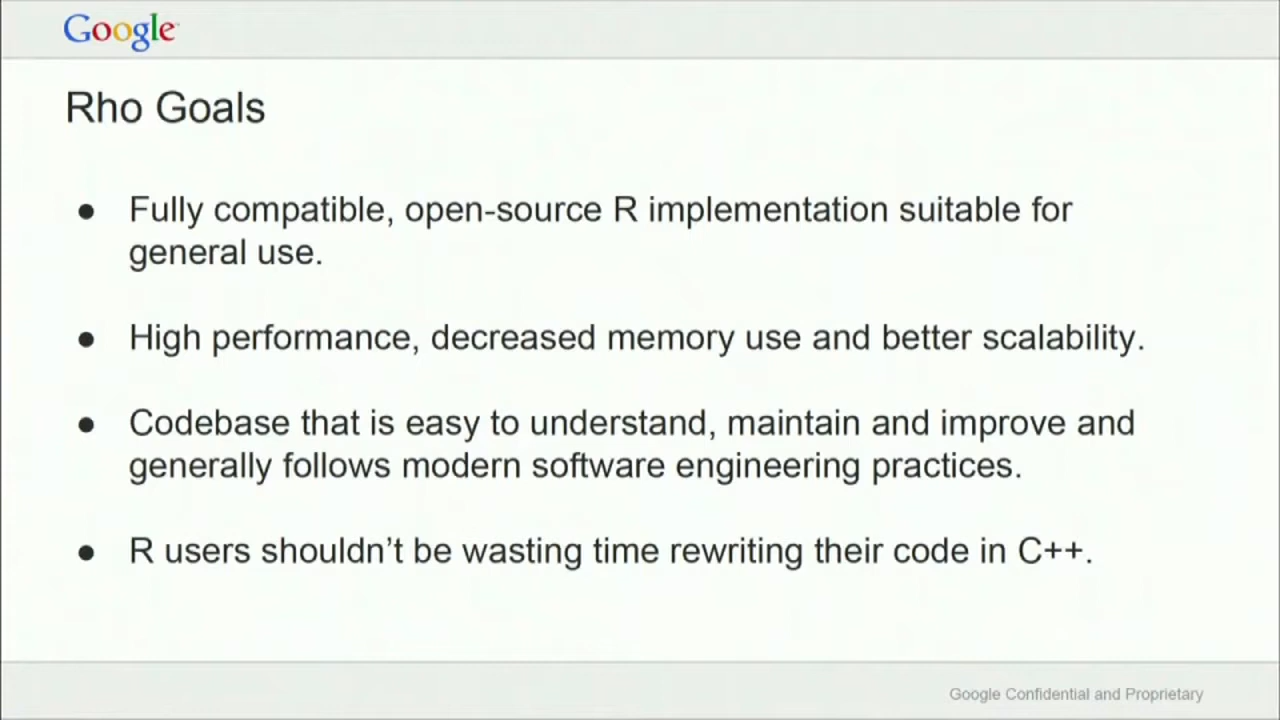 Google
Rho Goals
● Fully compatible, open-source R implementation suitable for
general use.
● High performance, decreased memory use and better scalability.
● Codebase that is easy to understand, maintain and improve and
generally follows modern software engineering practices.
● R users shouldn’t be wasting time rewriting their code in C++.
Google Confidential and Proprietary